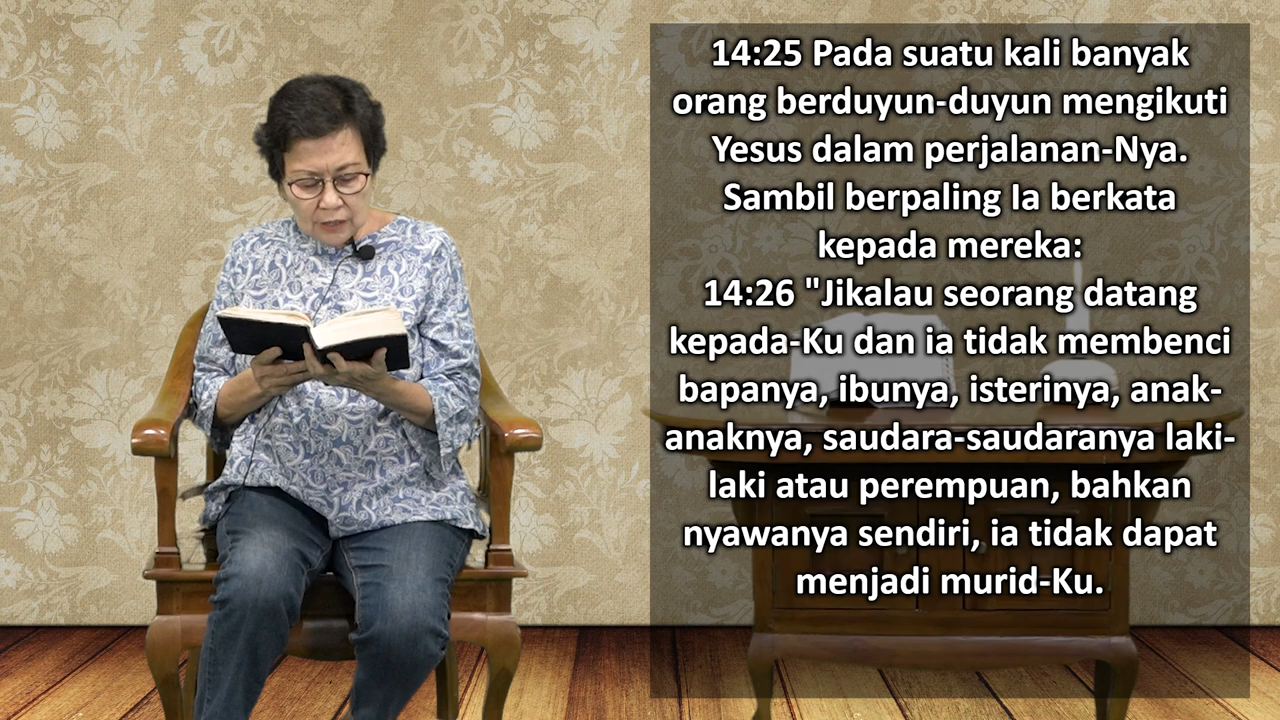 14:25 Pada suatu kali banyak
orang berduyun-duyun mengikuti
Yesus dalam perjalanan-Nya.
Sambil berpaling Ia berkata
kepada mereka:
14:26 "Jikalau seorang datang
kepada-Ku dan ia tidak membenci
bapanya, ibunya, isterinya, anak-
anaknya, saudara-saudaranya laki-
laki atau perempuan, bahkan
nyawanya sendiri, ia tidak dapat
menjadi murid-Ku.